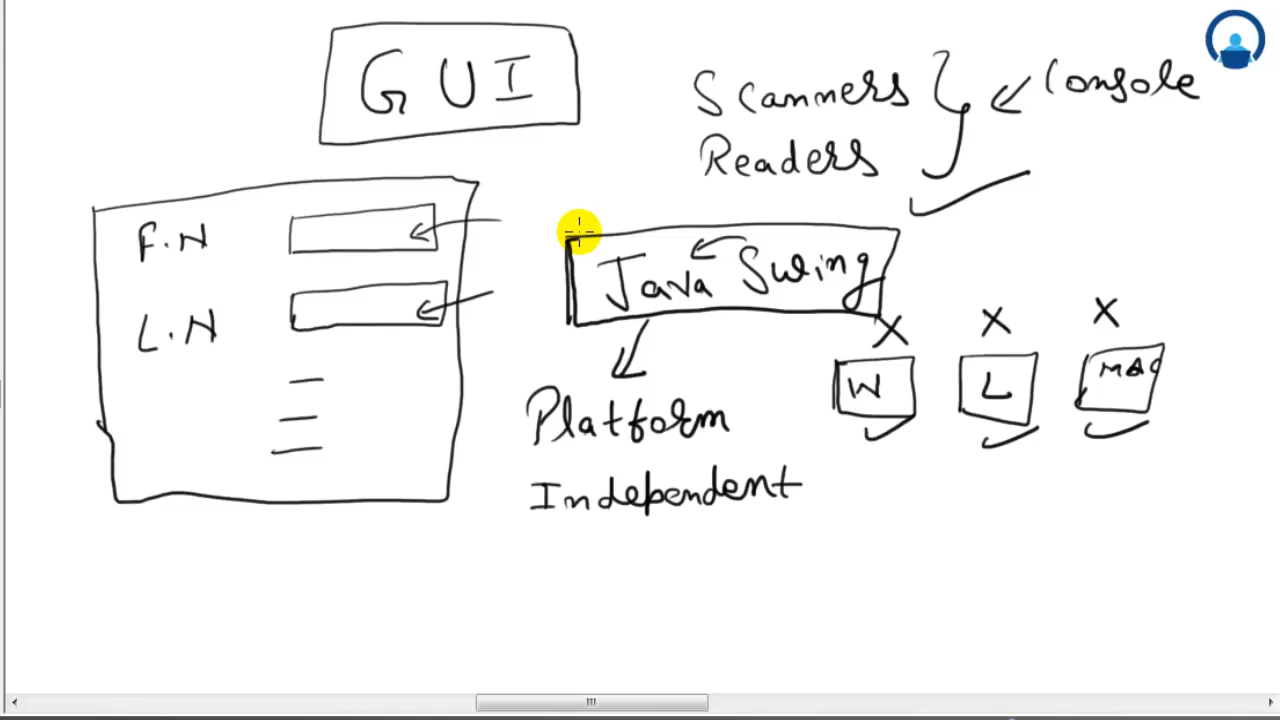 GUI
Scanners
Readers
Console
F.N
L.N
Java Swing
X X X
W L MAC
Platform
Independent